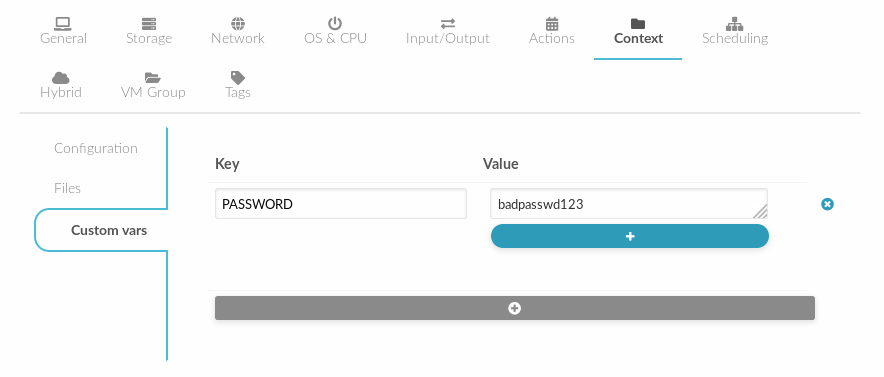 General Storage Network OS & CPU Input/Output Actions Context Scheduling
Hybrid VM Group Tags
Configuration
Files
Custom vars
Key Value
PASSWORD badpasswd123